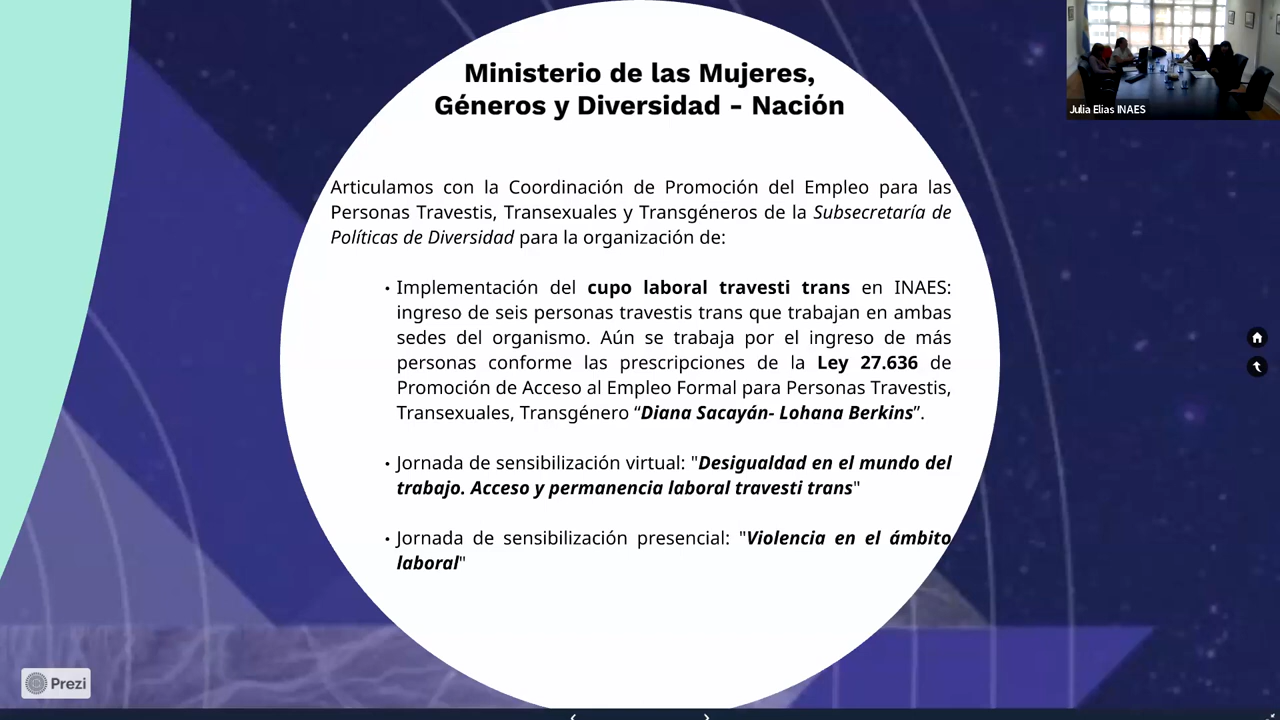 Ministerio de las Mujeres,
Géneros y Diversidad - Nación
Julia Elias INAES
Articulamos con la Coordinación de Promoción del Empleo para las
Personas Travestis, Transexuales y Transgéneros de la Subsecretaría de
Políticas de Diversidad para la organización de:
• Implementación del cupo laboral travesti trans en INAES:
ingreso de seis personas travestis trans que trabajan en ambas
sedes del organismo. Aún se trabaja por el ingreso de más
personas conforme las prescripciones de la Ley 27.636 de
Promoción de Acceso al Empleo Formal para Personas Travestis,
Transexuales, Transgénero “Diana Sacayán- Lohana Berkins”.
• Jornada de sensibilización virtual: "Desigualdad en el mundo del
trabajo. Acceso y permanencia laboral travesti trans"
• Jornada de sensibilización presencial: "Violencia en el ámbito
laboral"
Prezi